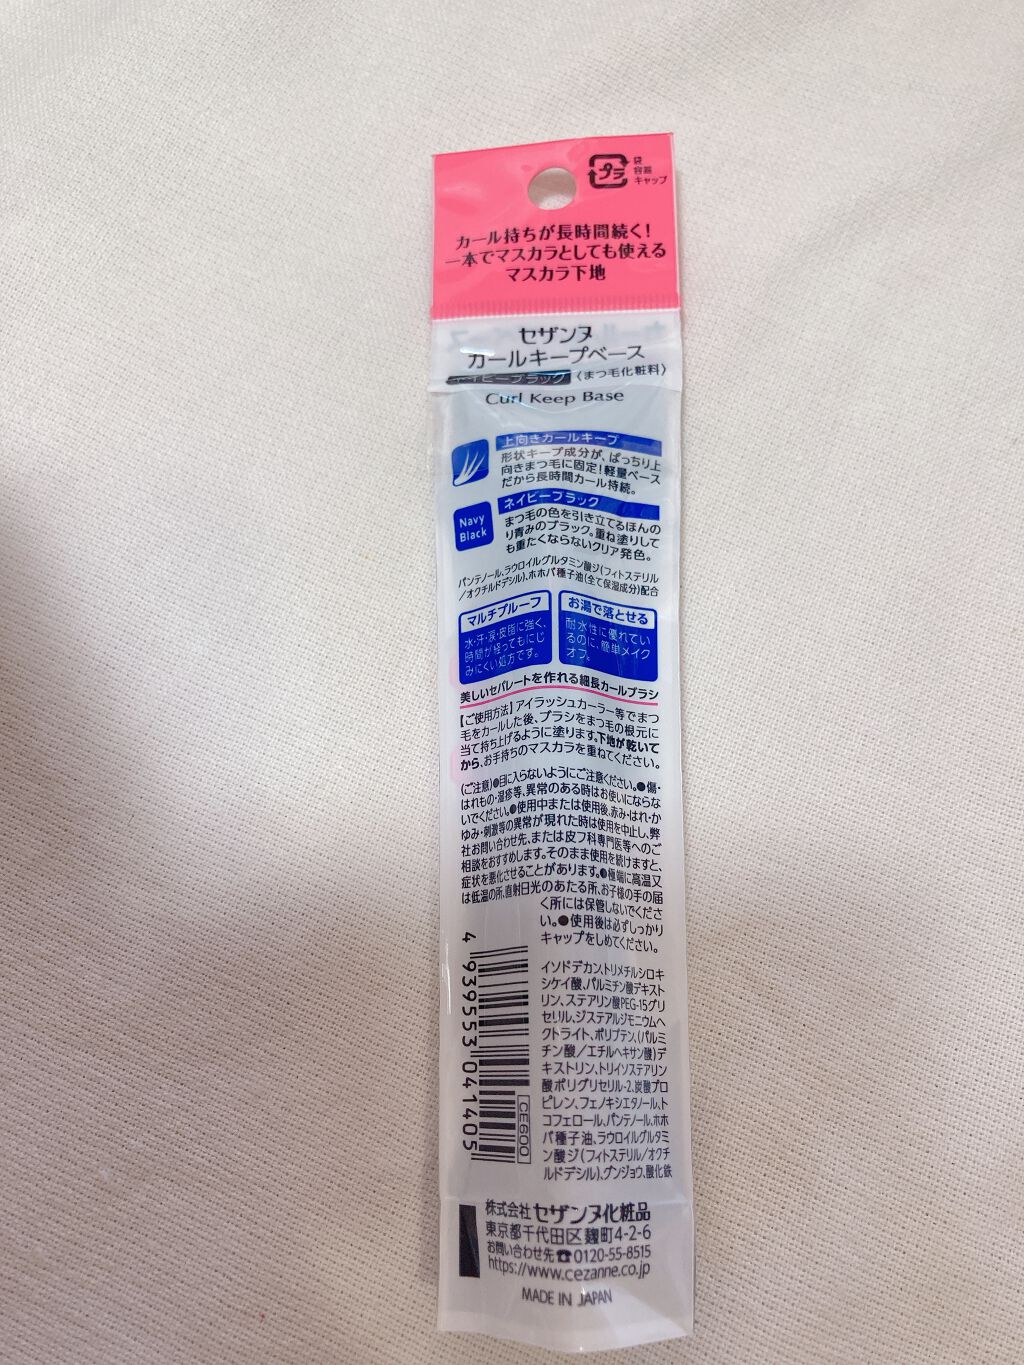 プラ
袋
容器
キャップ
カール持ちが長時間続く!
一本でマスカラとしても使える
マスカラ下地
セザンヌ
カールキープベース
ネイビーブラック 〈まつ毛化粧料〉
Curl Keep Base
上向きカールキープ
形状キープ成分が、ぱっちり上
向きまつ毛に固定!軽量ベース
だから長時間カール持続。
Navy
Black
ネイビーブラック
まつ毛の色を引き立てるほんの
り青みのブラック。重ね塗りして
も重たくならないクリア発色。
パンテノール、ラウロイルグルタミン酸ジ(フィトステリル
/オクチルドデシル)、ホホバ種子油(全て保湿成分)配合
マルチプルーフ
水・汗・涙・皮脂に強く、
時間が経ってもにじ
みにくい処方です。
お湯で落とせる
耐水性に優れてい
るのに、簡単メイク
オフ。
美しいセパレートを作れる細長カールブラシ
【ご使用方法】アイラッシュカーラー等でまつ
毛をカールした後、ブラシをまつ毛の根元に
当て持ち上げるように塗ります。下地が乾いて
から、お手持ちのマスカラを重ねてください。
(ご注意)●目に入らないようにご注意ください。●傷・
はれもの・湿疹等、異常のある時はお使いにならな
いでください。●使用中または使用後、赤み・はれ・か
ゆみ・刺激等の異常が現れた時は使用を中止し、弊
社お問い合わせ先、または皮フ科専門医等へのご
相談をおすすめします。そのまま使用を続けますと、
症状を悪化させることがあります。●極端に高温又
は低温の所、直射日光のあたる所、お子様の手の届
く所には保管しないでくださ
い。●使用後は必ずしっかり
キャップをしめてください。
イソドデカン、トリメチルシロキ
シケイ酸、パルミチン酸デキスト
リン、ステアリン酸PEG-15グリ
セリル、ジステアルジモニウムヘ
クトライト、ポリブテン、(パルミ
チン酸/エチルヘキサン酸)デ
キストリン、トリイソステアリン
酸ポリグリセリル-2、炭酸プロ
ピレン、フェノキシエタノール、ト
コフェロール、パンテノール、ホホ
バ種子油、ラウロイルグルタミ
ン酸ジ(フィトステリル/オクチ
ルドデシル)、グンジョウ、酸化鉄
4 939553 041405
CE600
株式会社 セザンヌ化粧品
東京都千代田区麹町4-2-6
お問い合わせ先☎0120-55-8515
https://www.cezanne.co.jp
MADE IN JAPAN